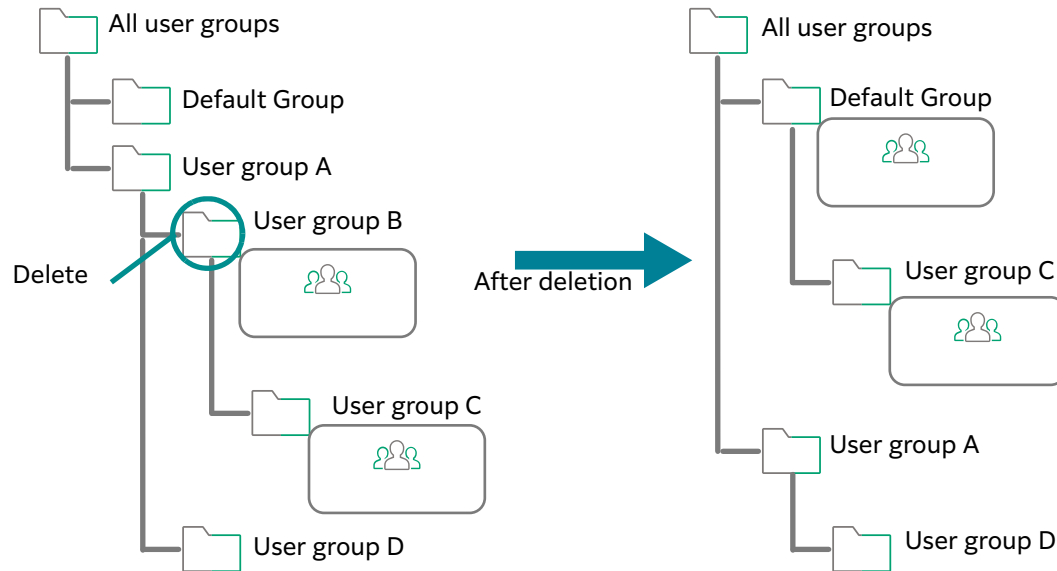 All user groups
Default Group
User group A
User group B
Delete
User group C
User group D
After deletion
All user groups
Default Group
User group C
User group A
User group D